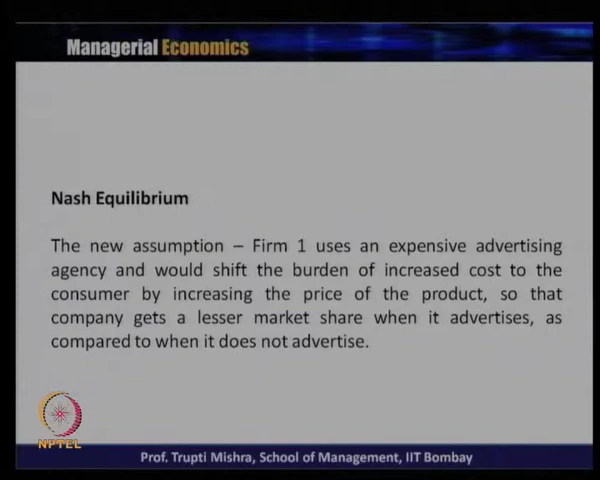 Managerial Economics
Nash Equilibrium
The new assumption – Firm 1 uses an expensive advertising
agency and would shift the burden of increased cost to the
consumer by increasing the price of the product, so that
company gets a lesser market share when it advertises, as
compared to when it does not advertise.
NPTEL
Prof. Trupti Mishra, School of Management, IIT Bombay